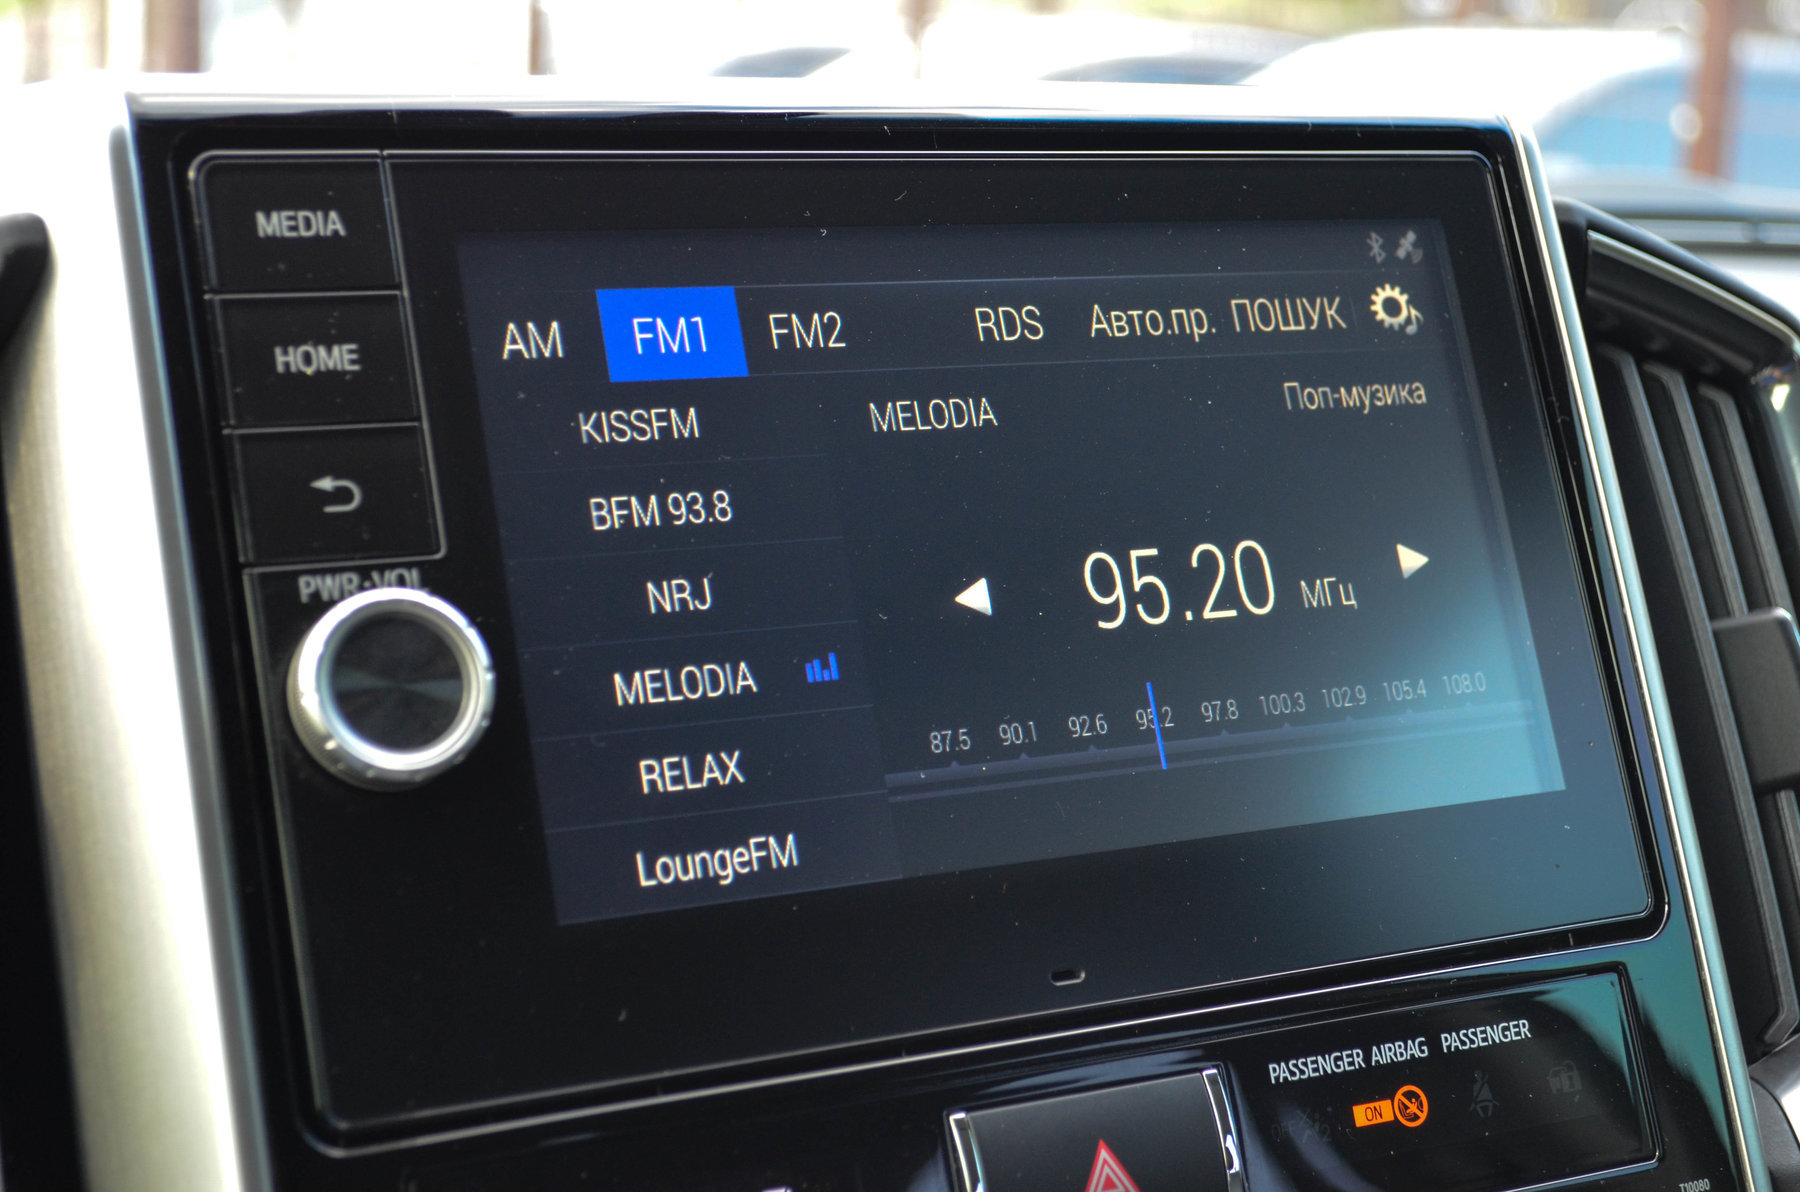 MEDIA
HOME
PWR•VOL
AM FM1 FM2 RDS Авто.пр. ПОШУК
KISSFM
BFM 93.8
NRJ
MELODIA
RELAX
LoungeFM
MELODIA
Поп-музика
95.20 МГц
87.5 90.1 92.6 95.2 97.8 100.3 102.9 105.4 108.0
PASSENGER AIRBAG PASSENGER
ON
T10080